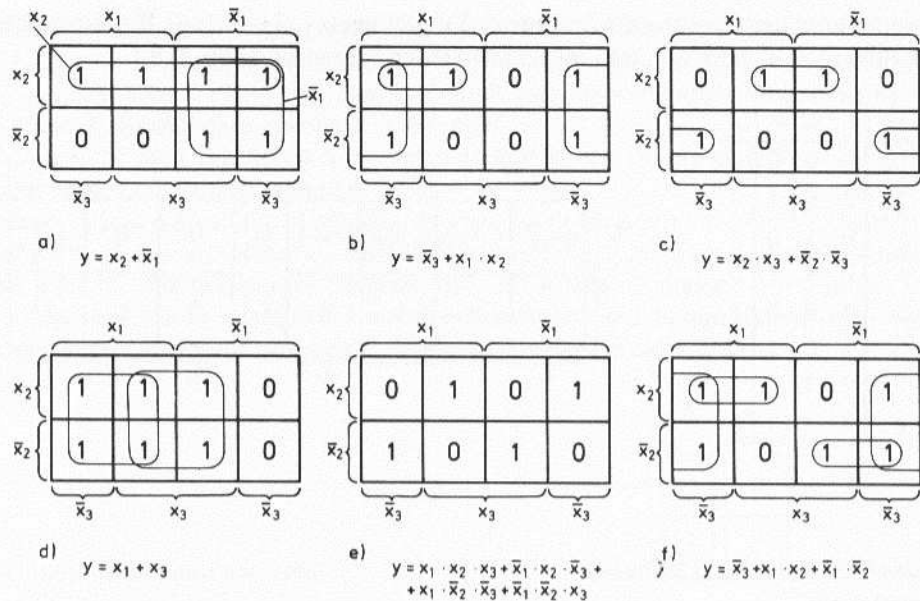 x₂ x₁ x̄₁
x₂ 1 1 1 1
x̄₁
x̄₂ 0 0 1 1
x̄₃ x₃ x̄₃
a)
y = x₂ + x̄₁
x₁ x̄₁
x₂ 1 1 0 1
x̄₂ 1 0 0 1
x̄₃ x₃ x̄₃
b)
y = x̄₃ + x₁ · x₂
x₁ x̄₁
x₂ 0 1 1 0
x̄₂ 1 0 0 1
x̄₃ x₃ x̄₃
c)
y = x₂ · x₃ + x̄₂ · x̄₃
x₁ x̄₁
x₂ 1 1 1 0
x̄₂ 1 1 1 0
x̄₃ x₃ x̄₃
d)
y = x₁ + x₃
x₁ x̄₁
x₂ 0 1 0 1
x̄₂ 1 0 1 0
x̄₃ x₃ x̄₃
e)
y = x₁ · x₂ · x₃ + x̄₁ · x₂ · x̄₃ +
+ x₁ · x̄₂ · x̄₃ + x̄₁ · x̄₂ · x₃
x₁ x̄₁
x₂ 1 1 0 1
x̄₂ 1 0 1 1
x̄₃ x₃ x̄₃
f)
y = x̄₃ + x₁ · x₂ + x̄₁ · x̄₂